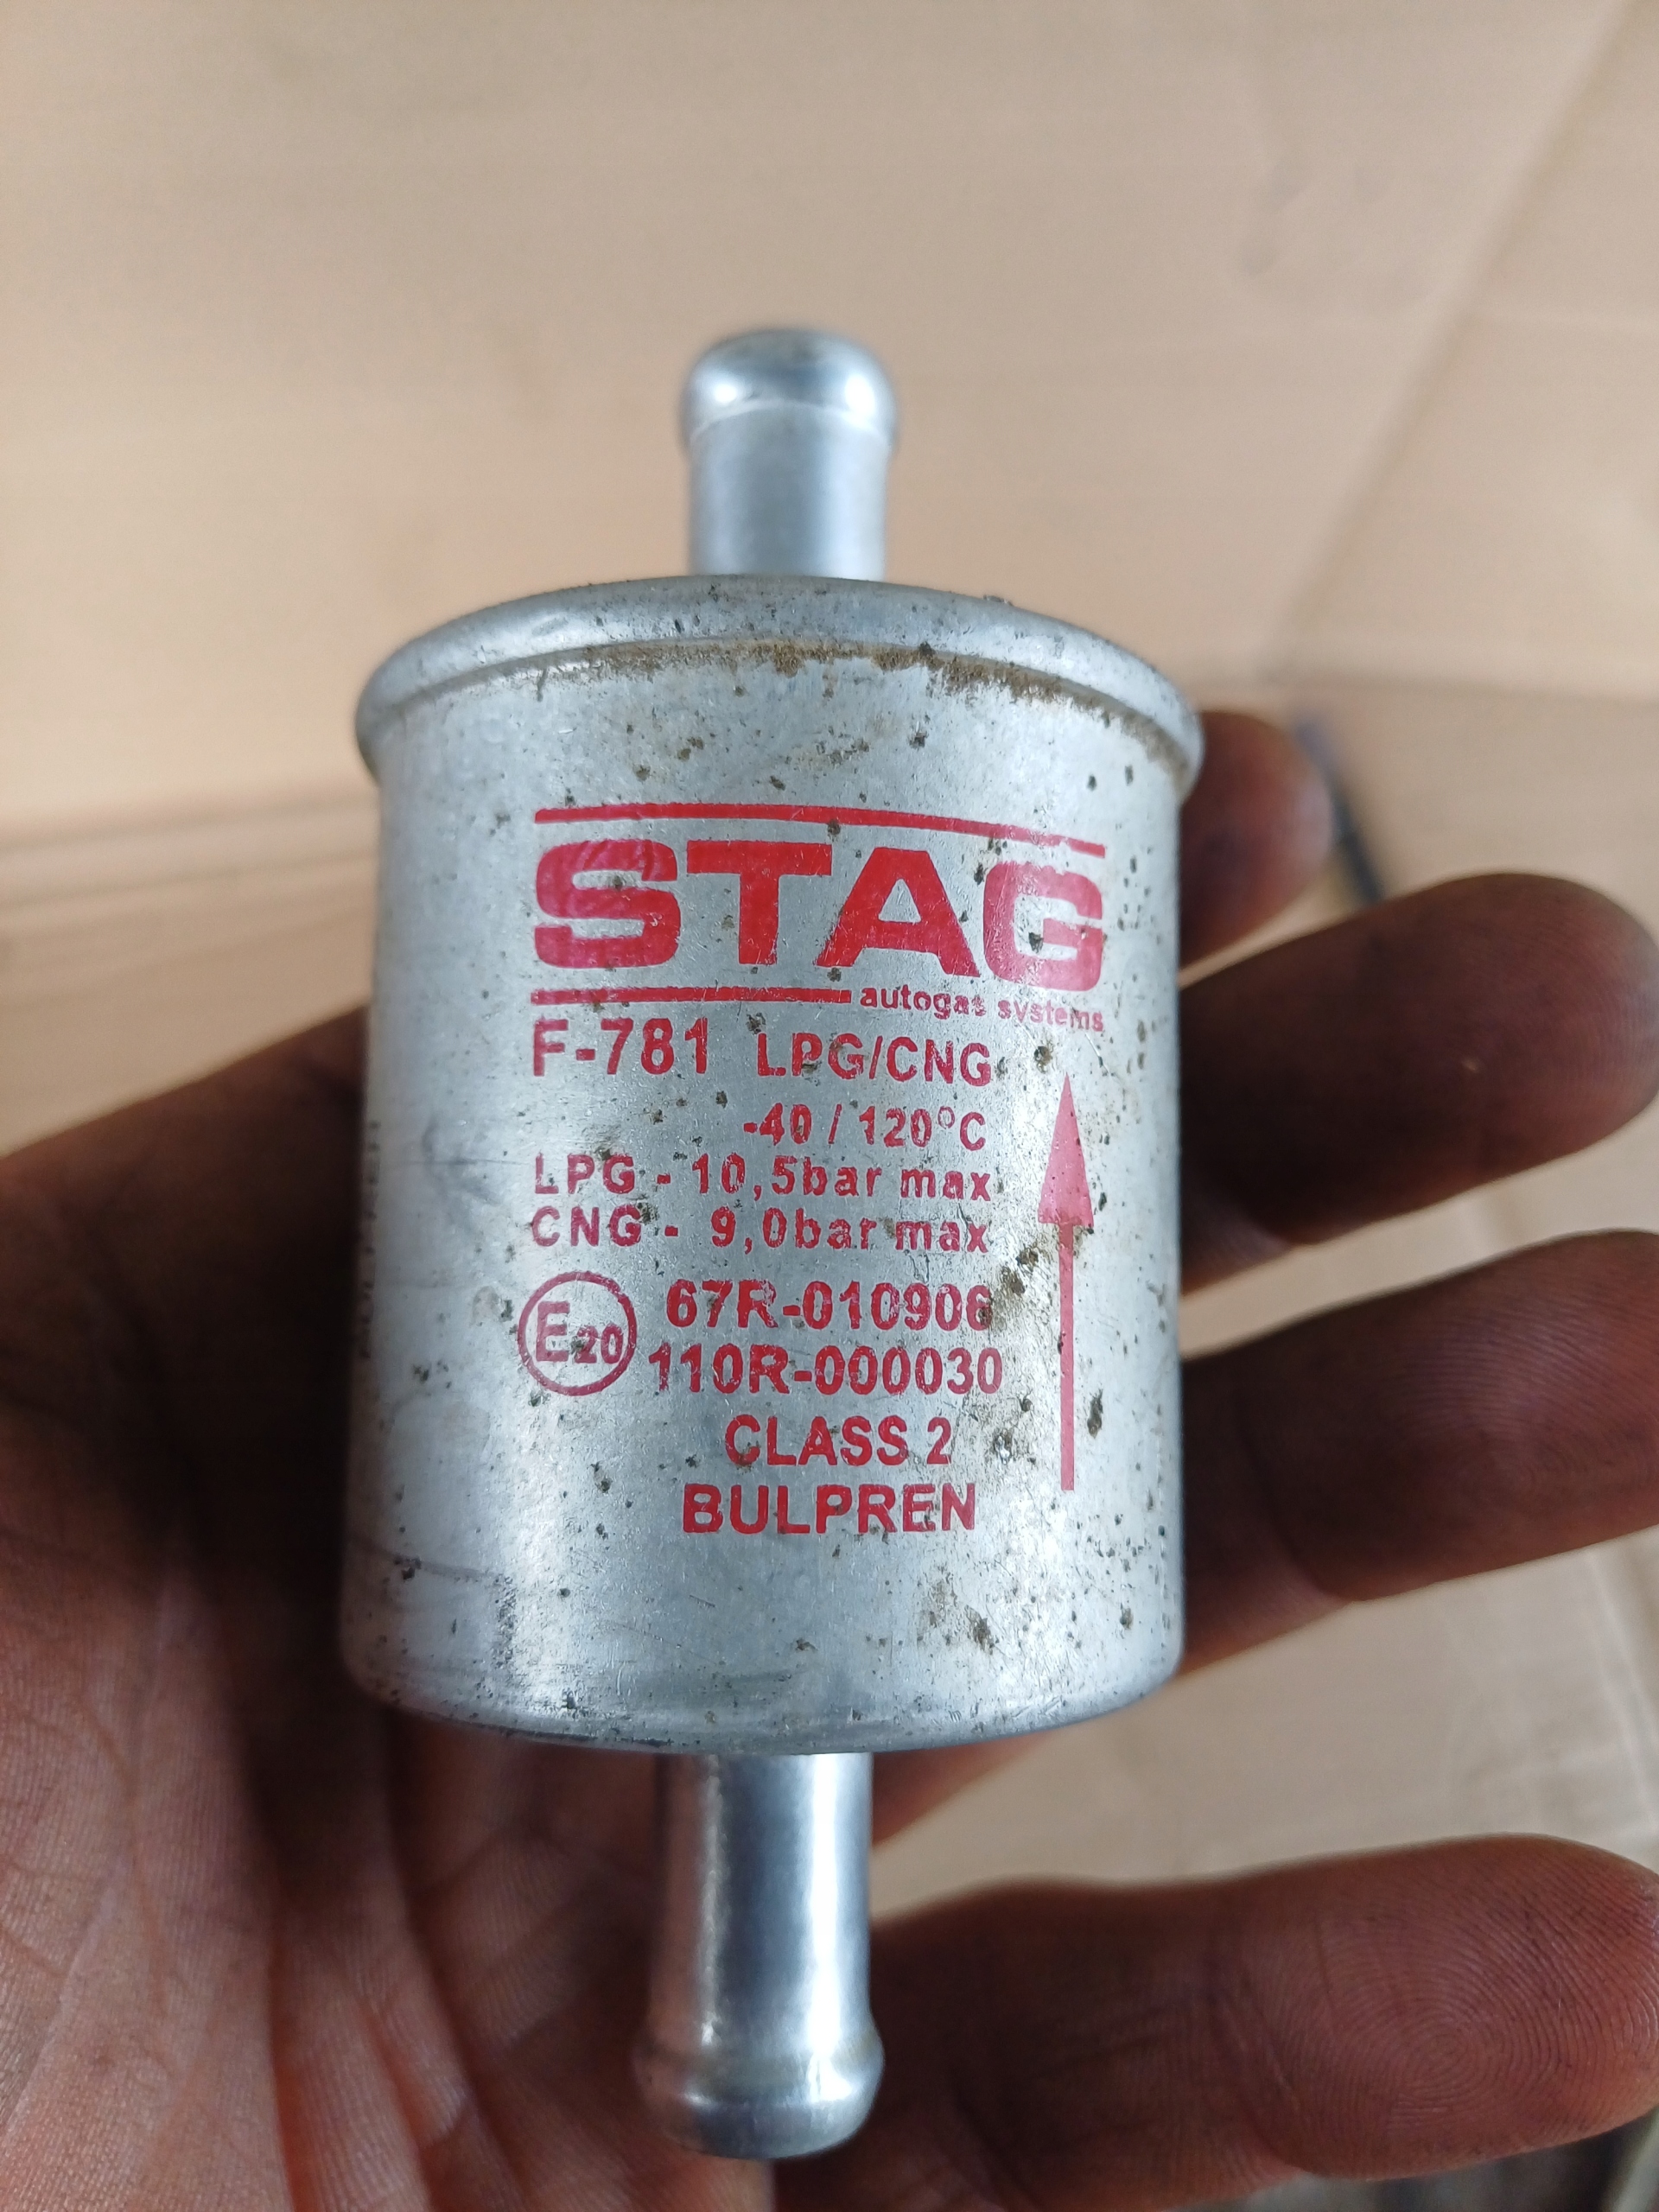 STAG
autogas systems
F-781 LPG/CNG
-40 / 120°C
LPG - 10,5bar max
CNG - 9,0bar max
E20 67R-010906
110R-000030
CLASS 2
BULPREN